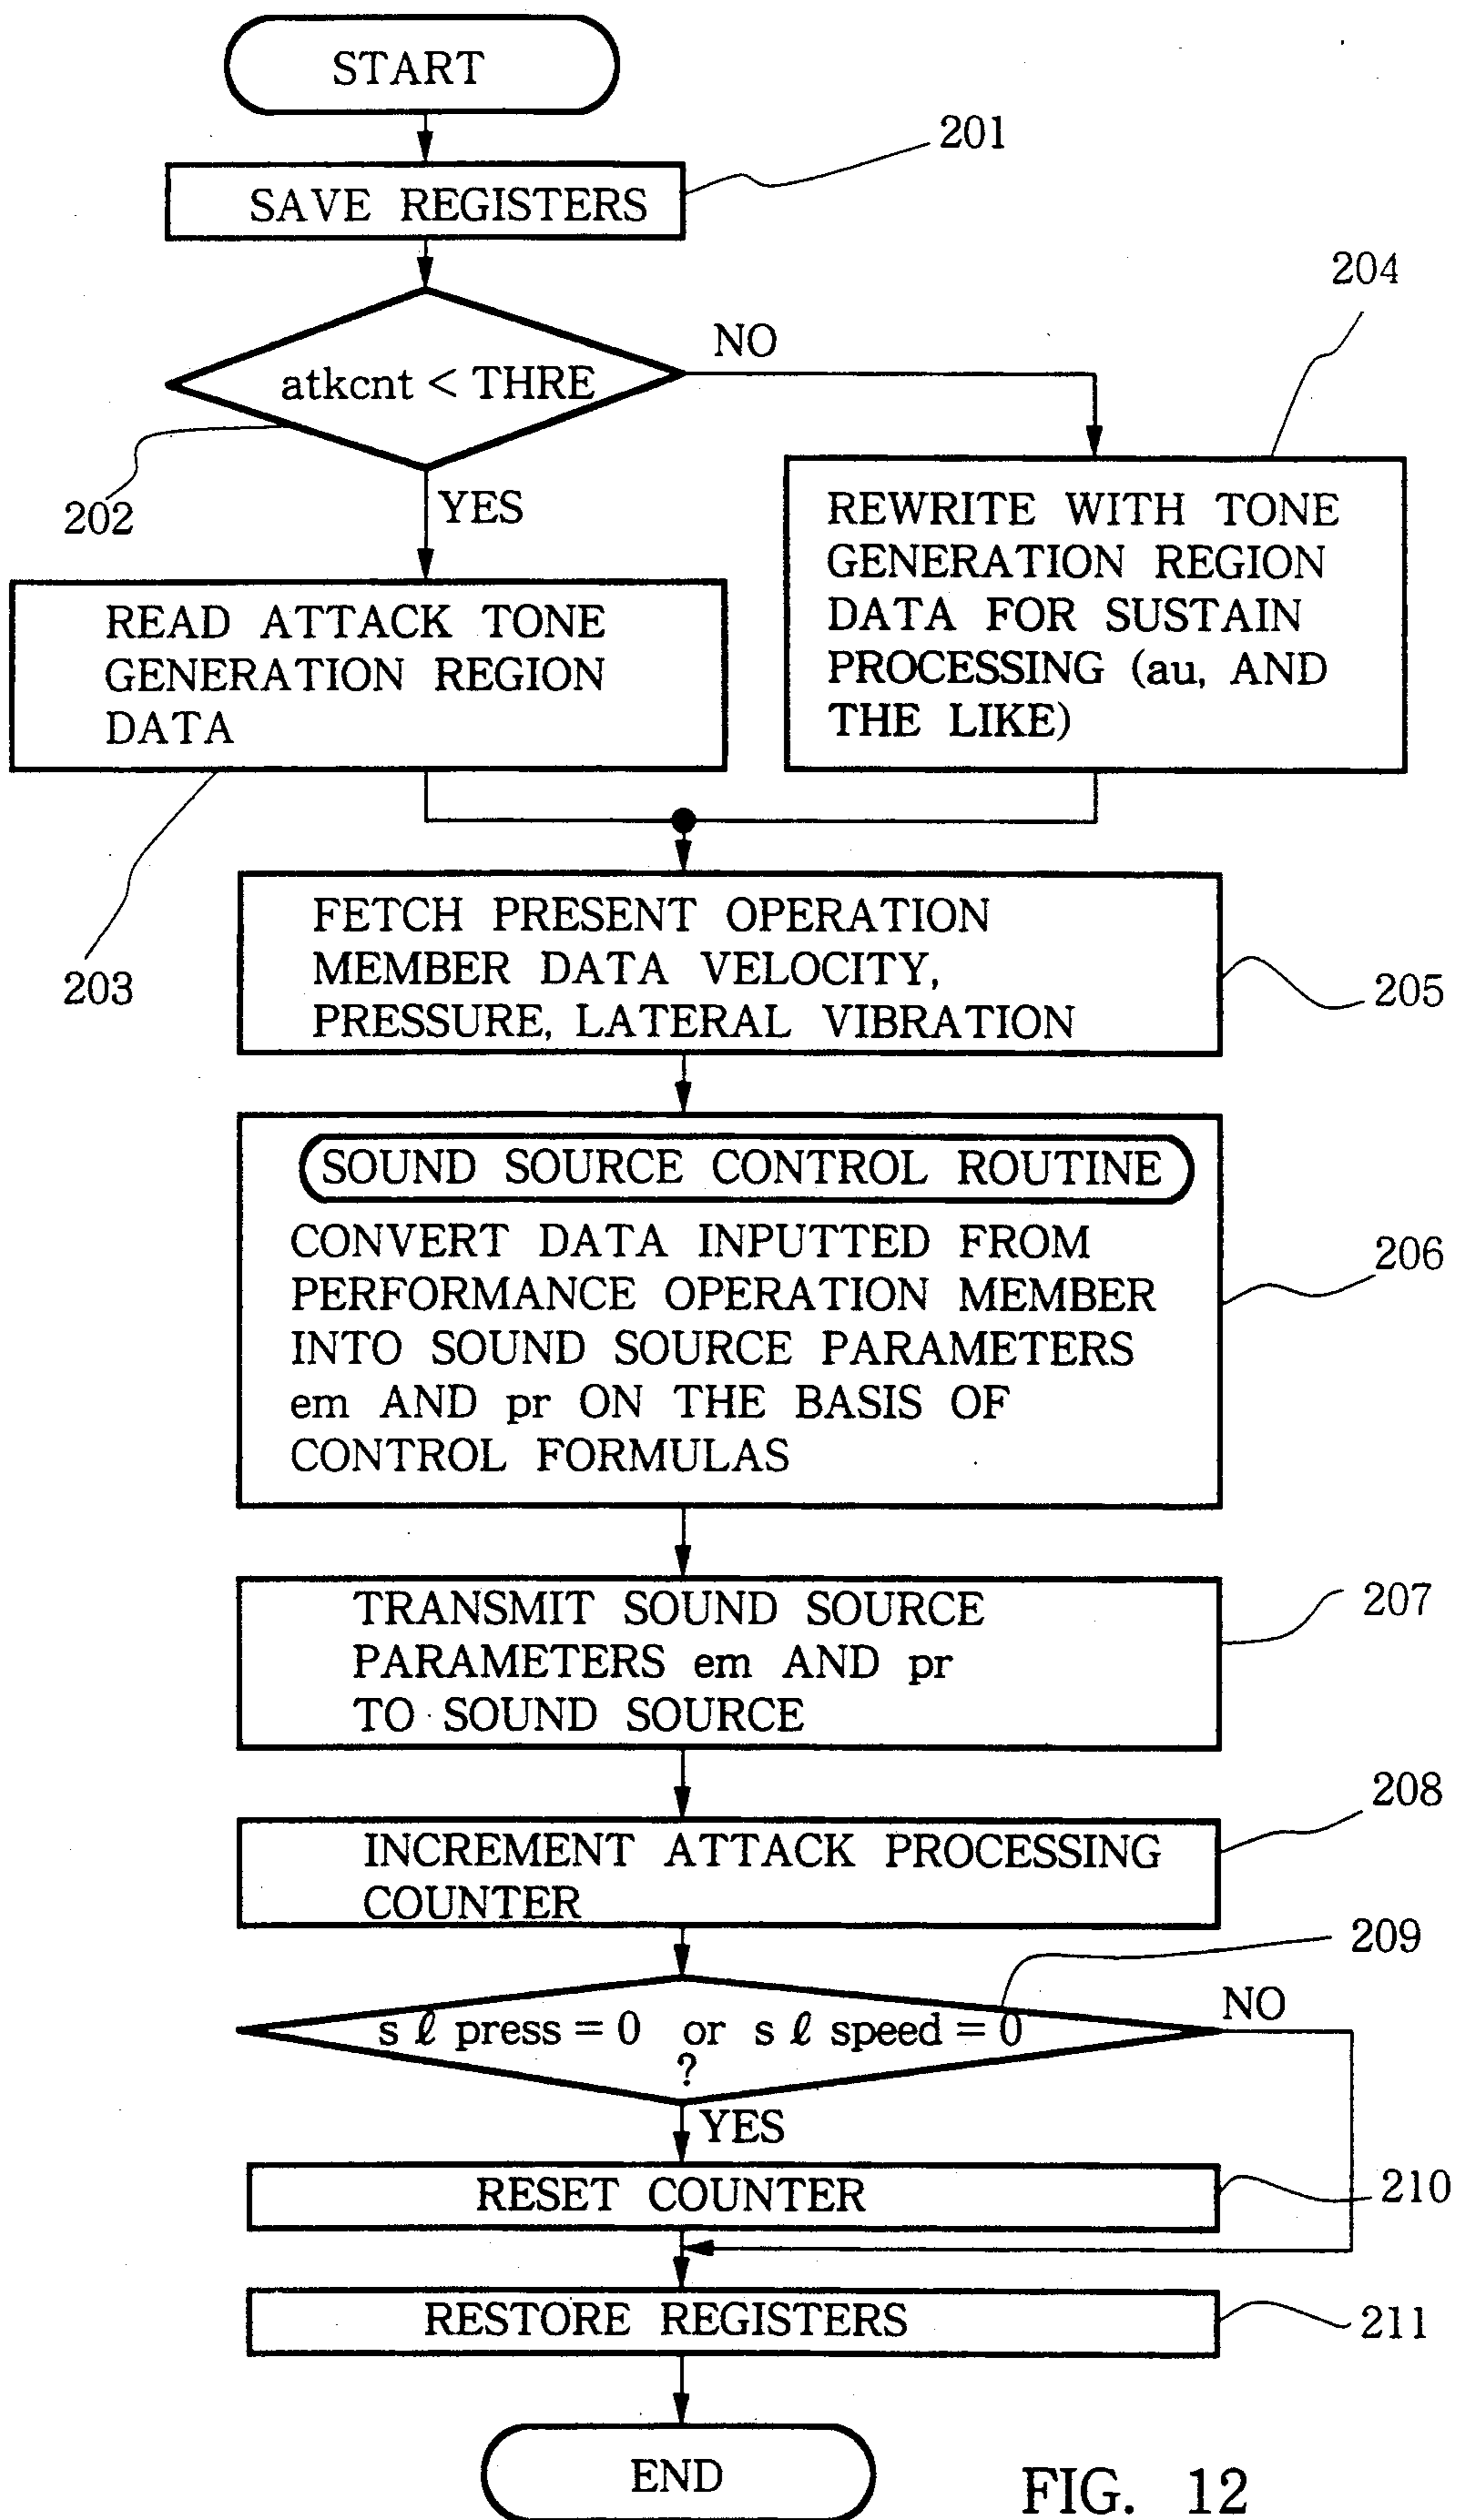 START
201
SAVE REGISTERS
204
NO
atkcnt < THRE
202
YES
READ ATTACK TONE
GENERATION REGION
DATA
REWRITE WITH TONE
GENERATION REGION
DATA FOR SUSTAIN
PROCESSING (au, AND
THE LIKE)
203
FETCH PRESENT OPERATION
MEMBER DATA VELOCITY,
PRESSURE, LATERAL VIBRATION
205
SOUND SOURCE CONTROL ROUTINE
CONVERT DATA INPUTTED FROM
PERFORMANCE OPERATION MEMBER
INTO SOUND SOURCE PARAMETERS
em AND pr ON THE BASIS OF
CONTROL FORMULAS
206
TRANSMIT SOUND SOURCE
PARAMETERS em AND pr
TO SOUND SOURCE
207
208
INCREMENT ATTACK PROCESSING
COUNTER
209
NO
s ℓ press = 0 or s ℓ speed = 0
?
YES
RESET COUNTER
210
RESTORE REGISTERS
211
END
FIG. 12